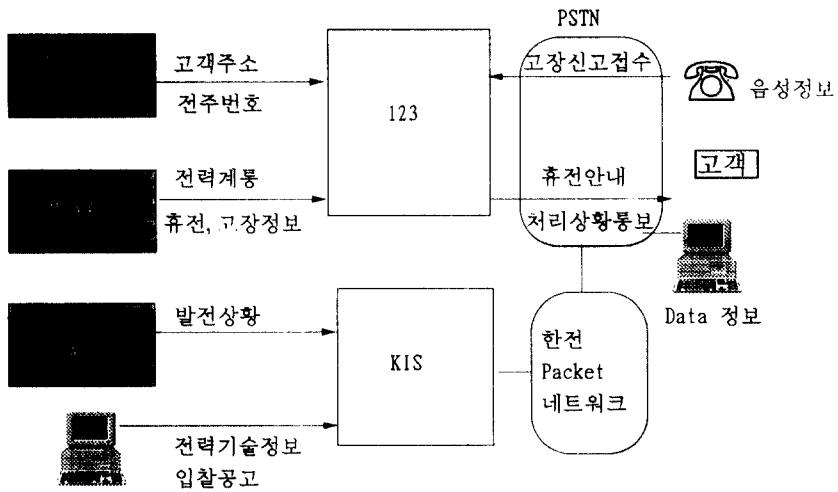 PSTN
고객주소
전주번호
123
고장신고접수
음성정보
고객
전력계통
휴전, 고장정보
휴전안내
처리상황통보
Data 정보
발전상황
KIS
한전
Packet
네트워크
전력기술정보
입찰공고